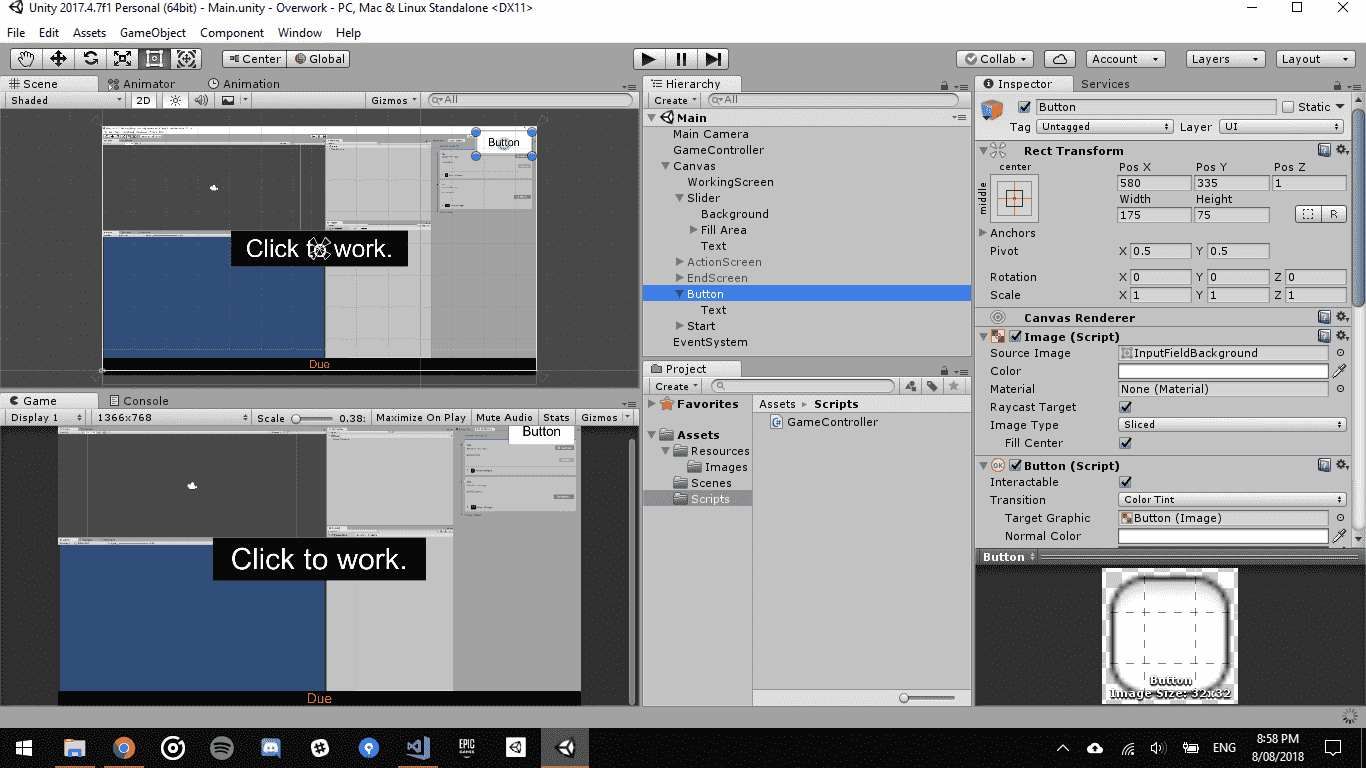 Unity 2017.4.7f1 Personal (64bit) - Main.unity - Overwork - PC, Mac & Linux Standalone <DX11>
File Edit Assets GameObject Component Window Help
Center Global
Collab Account Layers Layout
Scene Animator Animation
Shaded 2D Gizmos All
Button
Click to work.
Due
Game Console
Display 1 1366x768 Scale 0.38: Maximize On Play Mute Audio Stats Gizmos
Button
Click to work.
Due
Hierarchy
Create All
Main
Main Camera
GameController
Canvas
WorkingScreen
Slider
Background
Fill Area
Text
ActionScreen
EndScreen
Button
Text
Start
EventSystem
Project
Create
Favorites
Assets
Resources
Images
Scenes
Scripts
Assets Scripts
GameController
Inspector Services
Button Static
Tag Untagged Layer UI
Rect Transform
center
middle
Pos X Pos Y Pos Z
580 335 1
Width Height
175 75 R
Anchors
Pivot X 0.5 Y 0.5
Rotation X 0 Y 0 Z 0
Scale X 1 Y 1 Z 1
Canvas Renderer
Image (Script)
Source Image InputFieldBackground
Color
Material None (Material)
Raycast Target
Image Type Sliced
Fill Center
OK Button (Script)
Interactable
Transition Color Tint
Target Graphic Button (Image)
Normal Color
Button
Button
Image Size: 32x32
EPIC GAMES
ENG
8:58 PM
8/08/2018